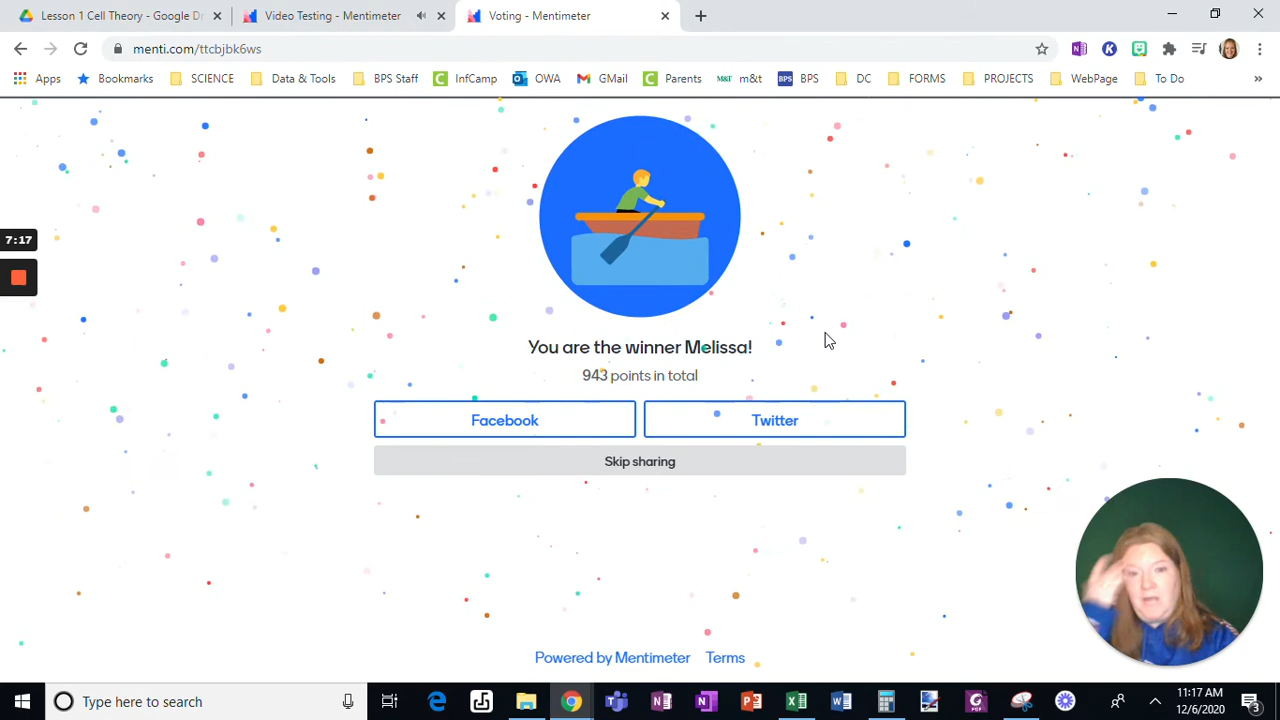 Lesson 1 Cell Theory - Google Dr
Video Testing - Mentimeter
Voting - Mentimeter
menti.com/ttcbjbk6ws
Apps
Bookmarks
SCIENCE
Data & Tools
BPS Staff
InfCamp
OWA
GMail
Parents
m&t
BPS
DC
FORMS
PROJECTS
WebPage
To Do
»
7:17
You are the winner Melissa!
943 points in total
Facebook
Twitter
Skip sharing
Powered by Mentimeter
Terms
Type here to search
11:17 AM
12/6/2020
3